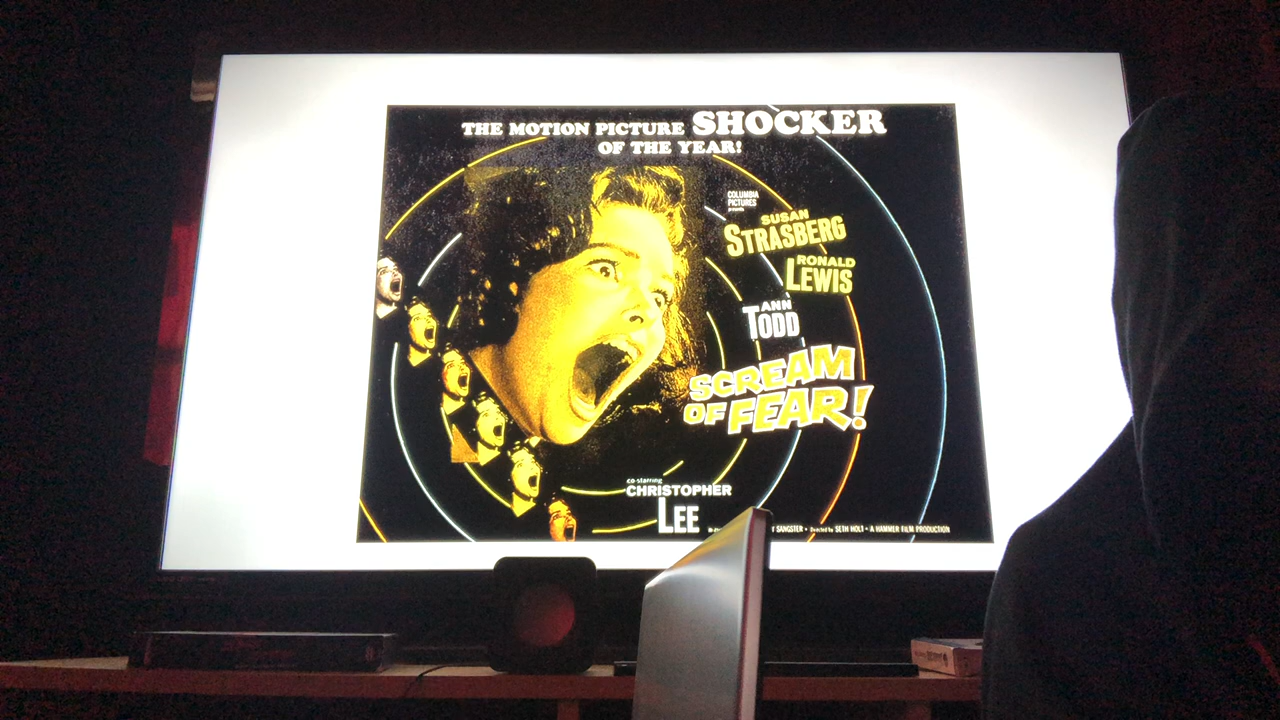 THE MOTION PICTURE SHOCKER
OF THE YEAR!
COLUMBIA
PICTURES
presents
SUSAN
STRASBERG
RONALD
LEWIS
ANN
TODD
SCREAM
OF FEAR!
co-starring
CHRISTOPHER
LEE
SANGSTER • Directed by SETH HOLT • A HAMMER FILM PRODUCTION